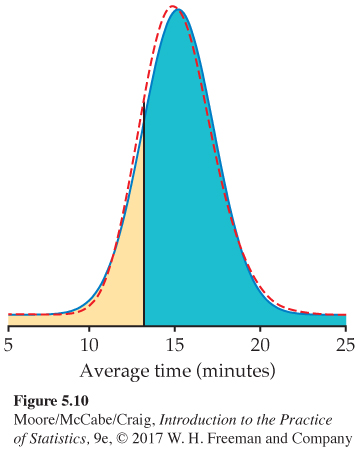 5 10 15 20 25
Average time (minutes)
Figure 5.10
Moore/McCabe/Craig, Introduction to the Practice
of Statistics, 9e, © 2017 W. H. Freeman and Company